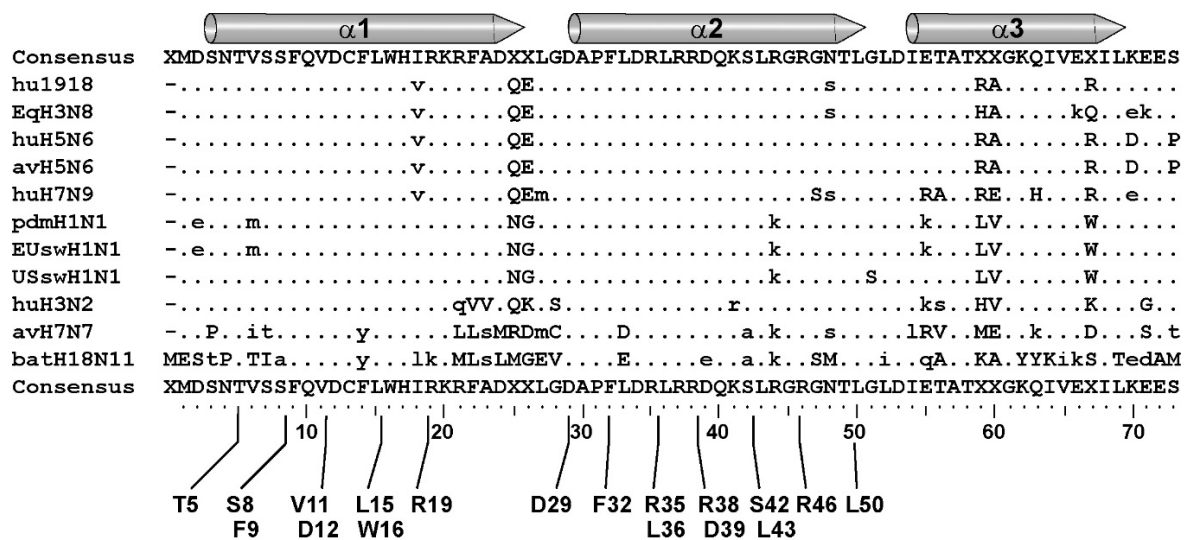 α1 α2 α3
Consensus XMDSNTVSSFQVDCFLWHIRKRFADXXLGDAPFLDRLRRDQKSLRGRGNTLGLDIETATXXGKQIVEXILKEES
hu1918 -.................v......QE.....................s..........RA......R......
EqH3N8 -.................v......QE.....................s..........HA.....kQ..ek..
huH5N6 -.................v......QE................................RA......R..D..P
avH5N6 -.................v......QE................................RA......R..D..P
huH7N9 -.................v......QEm...................Gs......RA..RE..H...R..e...
pdmH1N1 -.e...m..................NG.................k..........k...LV......W......
EUswH1N1 -.e...m..................NG.................k..........k...LV......W......
USswH1N1 -........................NG.................k......S.......LV......W......
huH3N2 -....................qVV.QK.S............r.............ks..HV......K...G..
avH7N7 -..P..it......y......LLsMRDmC....D........a.k...s.....lRV..ME..k...D...S.t
batH18N11 MEStP.TIa.....y...lk.MLsLMGEV....E.....e..a.k..GM...i..qA..KA.YYKikS.TedAM
Consensus XMDSNTVSSFQVDCFLWHIRKRFADXXLGDAPFLDRLRRDQKSLRGRGNTLGLDIETATXXGKQIVEXILKEES
10 20 30 40 50 60 70
T5 S8 V11 L15 R19 D29 F32 R35 R38 S42 R46 L50
F9 D12 W16 L36 D39 L43